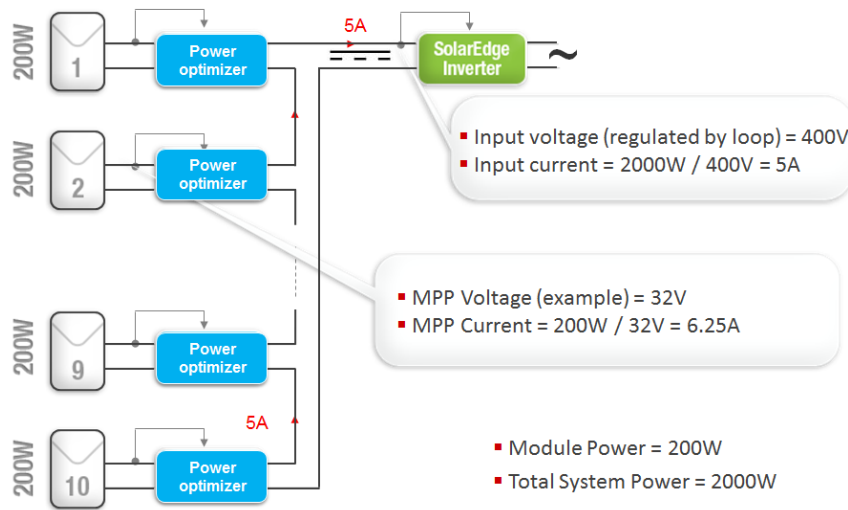 5A
200W
1
Power
optimizer
SolarEdge
Inverter
~
▪ Input voltage (regulated by loop) = 400V
▪ Input current = 2000W / 400V = 5A
200W
2
Power
optimizer
▪ MPP Voltage (example) = 32V
▪ MPP Current = 200W / 32V = 6.25A
200W
9
Power
optimizer
5A
200W
10
Power
optimizer
▪ Module Power = 200W
▪ Total System Power = 2000W